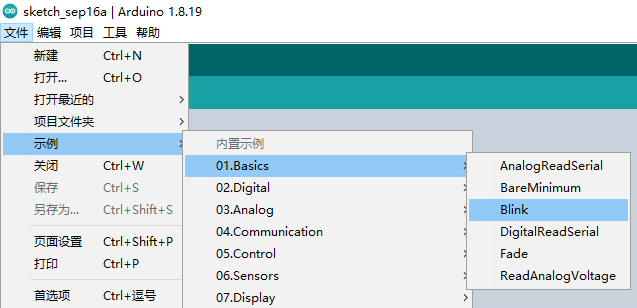 sketch_sep16a | Arduino 1.8.19
文件 编辑 项目 工具 帮助
新建 Ctrl+N
打开... Ctrl+O
打开最近的
项目文件夹
示例
关闭 Ctrl+W
保存 Ctrl+S
另存为... Ctrl+Shift+S
页面设置 Ctrl+Shift+P
打印 Ctrl+P
首选项 Ctrl+逗号
内置示例
01.Basics
02.Digital
03.Analog
04.Communication
05.Control
06.Sensors
07.Display
AnalogReadSerial
BareMinimum
Blink
DigitalReadSerial
Fade
ReadAnalogVoltage